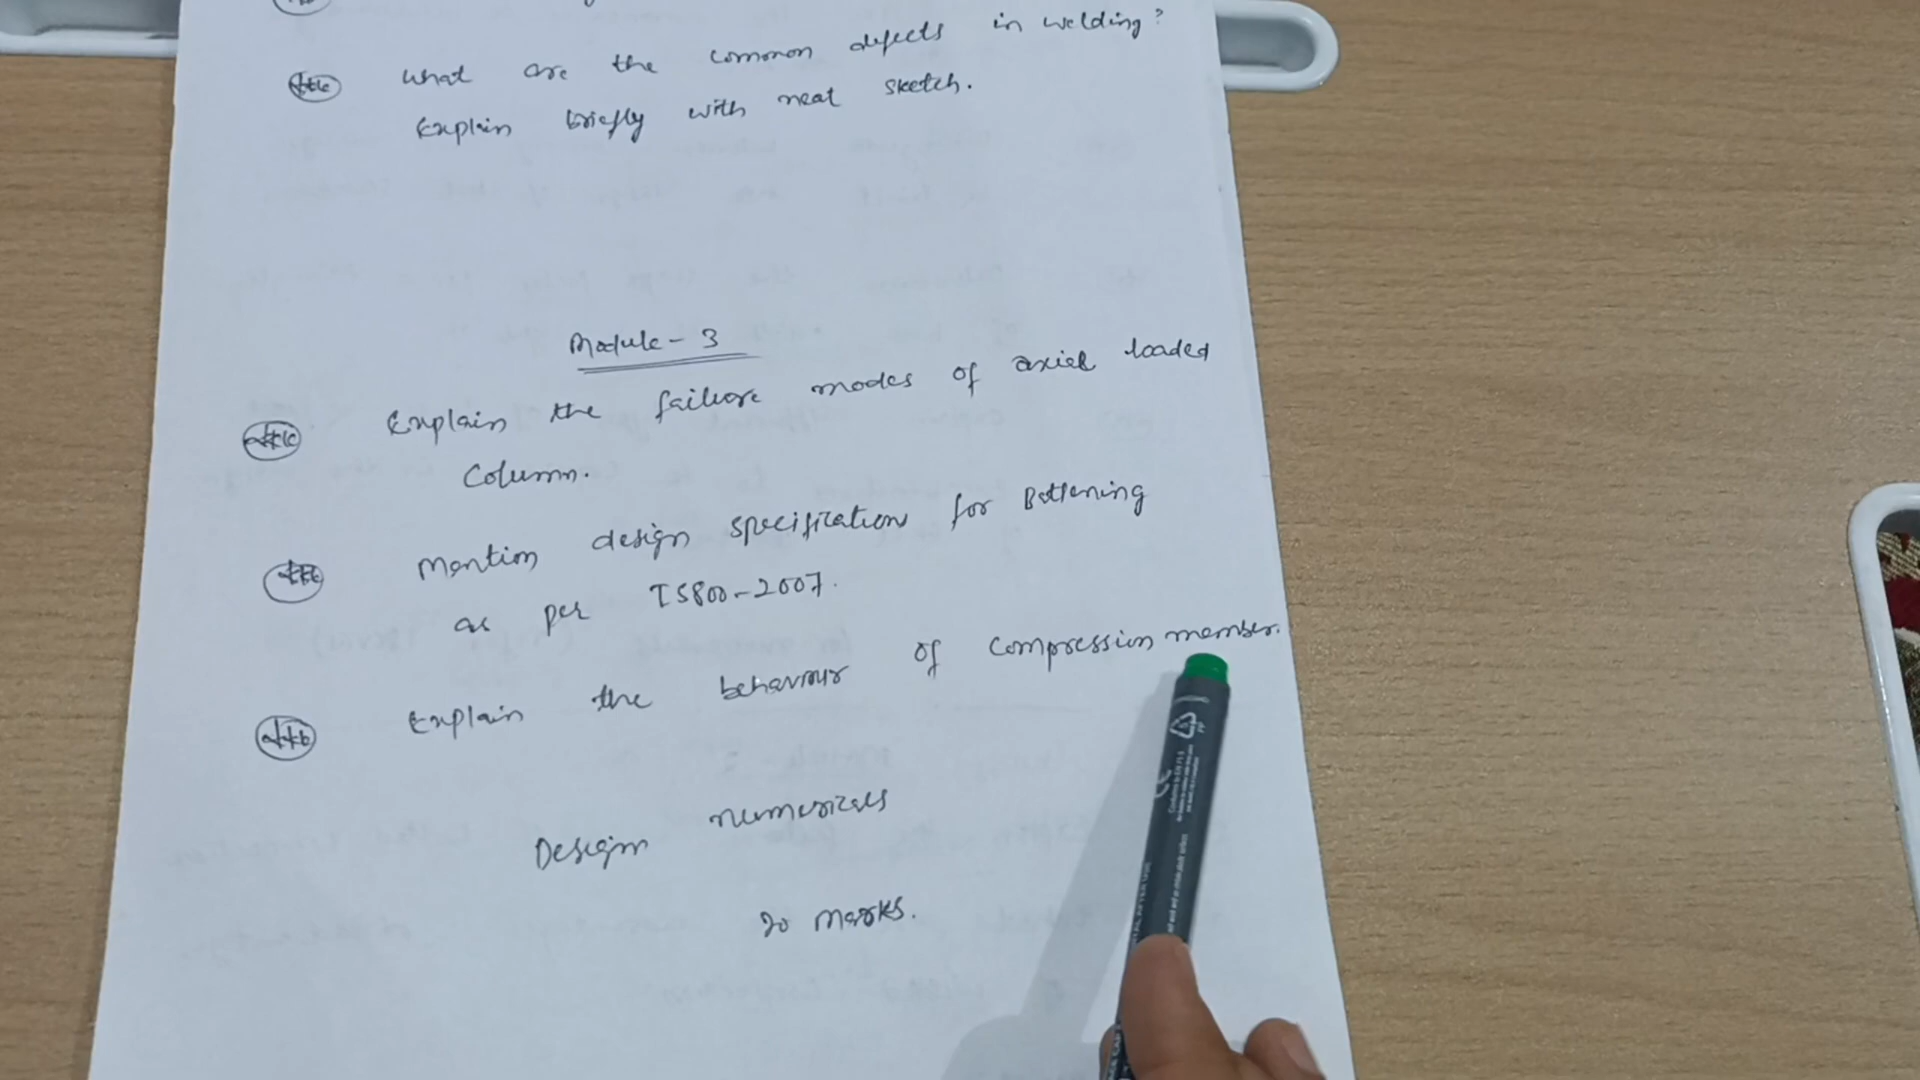 What are the common defects in welding?
Explain briefly with neat sketch.
Module - 3
Explain the failure modes of axial loaded
Column.
Mention design specification for Battening
as per IS800-2007.
Explain the behaviour of compression member.
Design numericals
20 marks.